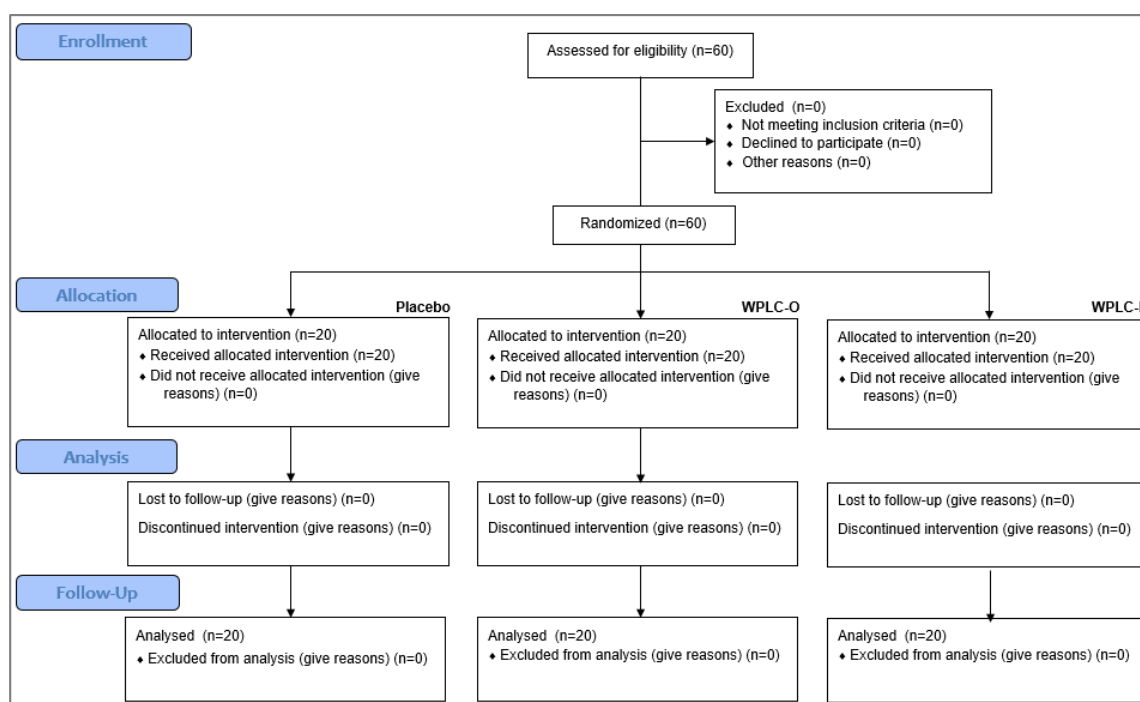 Enrollment
Assessed for eligibility (n=60)
Excluded (n=0)
♦ Not meeting inclusion criteria (n=0)
♦ Declined to participate (n=0)
♦ Other reasons (n=0)
Randomized (n=60)
Allocation
Placebo
Allocated to intervention (n=20)
♦ Received allocated intervention (n=20)
♦ Did not receive allocated intervention (give
reasons) (n=0)
WPLC-O
Allocated to intervention (n=20)
♦ Received allocated intervention (n=20)
♦ Did not receive allocated intervention (give
reasons) (n=0)
Allocated to intervention (n=20)
♦ Received allocated intervention (n=20)
♦ Did not receive allocated intervention (give
reasons) (n=0)
Analysis
Lost to follow-up (give reasons) (n=0)
Discontinued intervention (give reasons) (n=0)
Lost to follow-up (give reasons) (n=0)
Discontinued intervention (give reasons) (n=0)
Lost to follow-up (give reasons) (n=0)
Discontinued intervention (give reasons) (n=0)
Follow-Up
Analysed (n=20)
♦ Excluded from analysis (give reasons) (n=0)
Analysed (n=20)
♦ Excluded from analysis (give reasons) (n=0)
Analysed (n=20)
♦ Excluded from analysis (give reasons) (n=0)